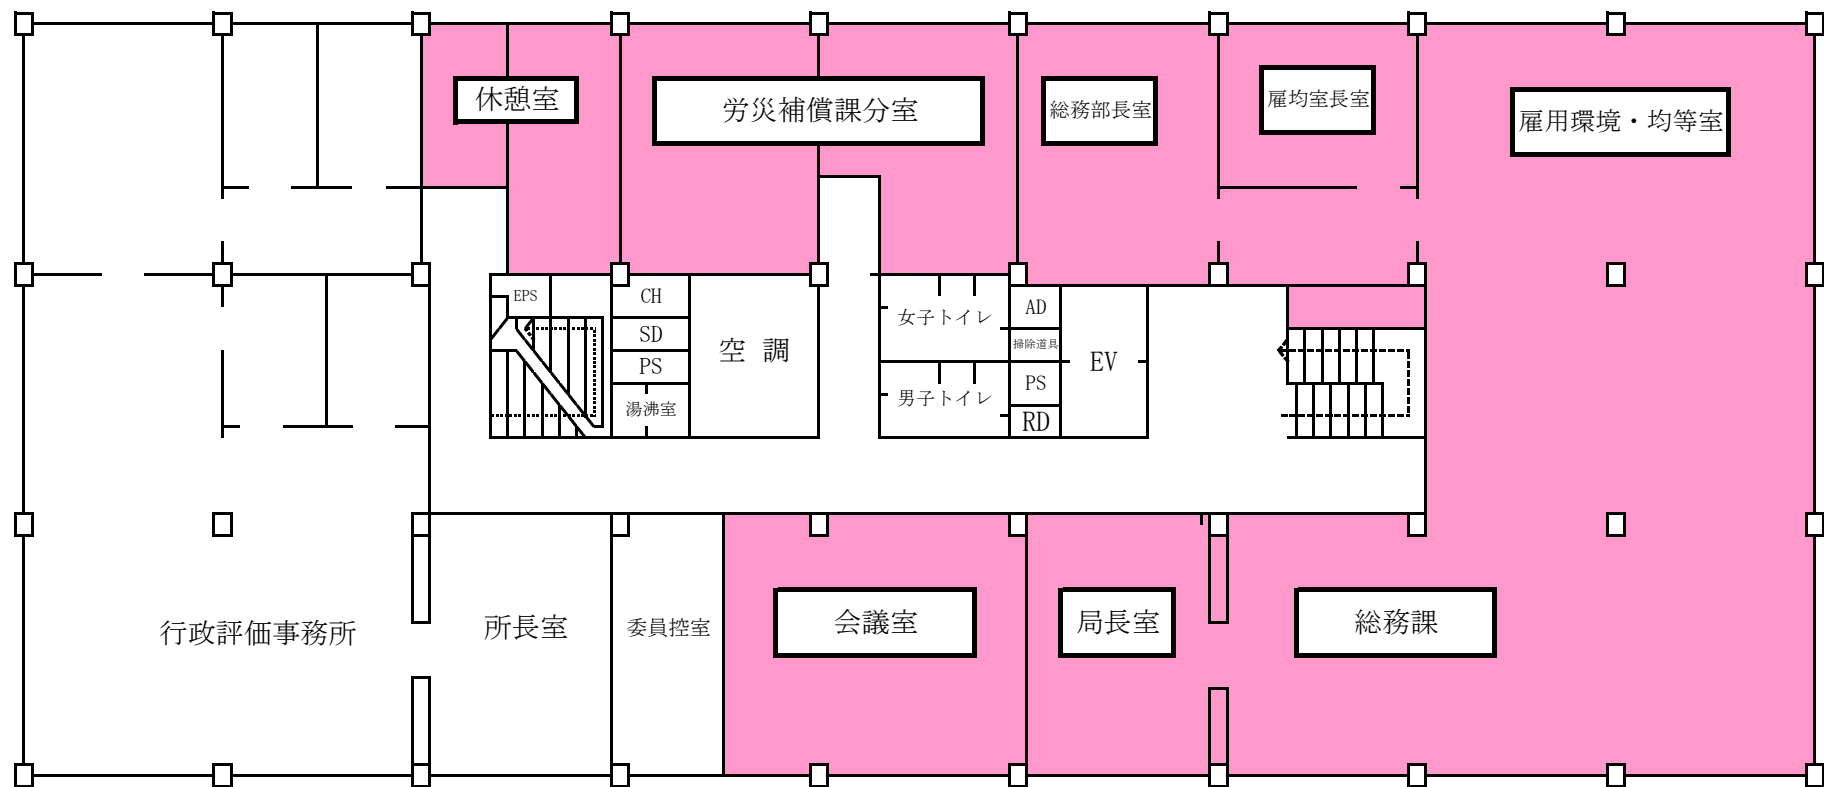 休憩室
労災補償課分室
総務部長室
雇均室長室
雇用環境・均等室
EPS
CH
SD
PS
湯沸室
空 調
女子トイレ
男子トイレ
AD
掃除道具
PS
RD
EV
行政評価事務所
所長室
委員控室
会議室
局長室
総務課